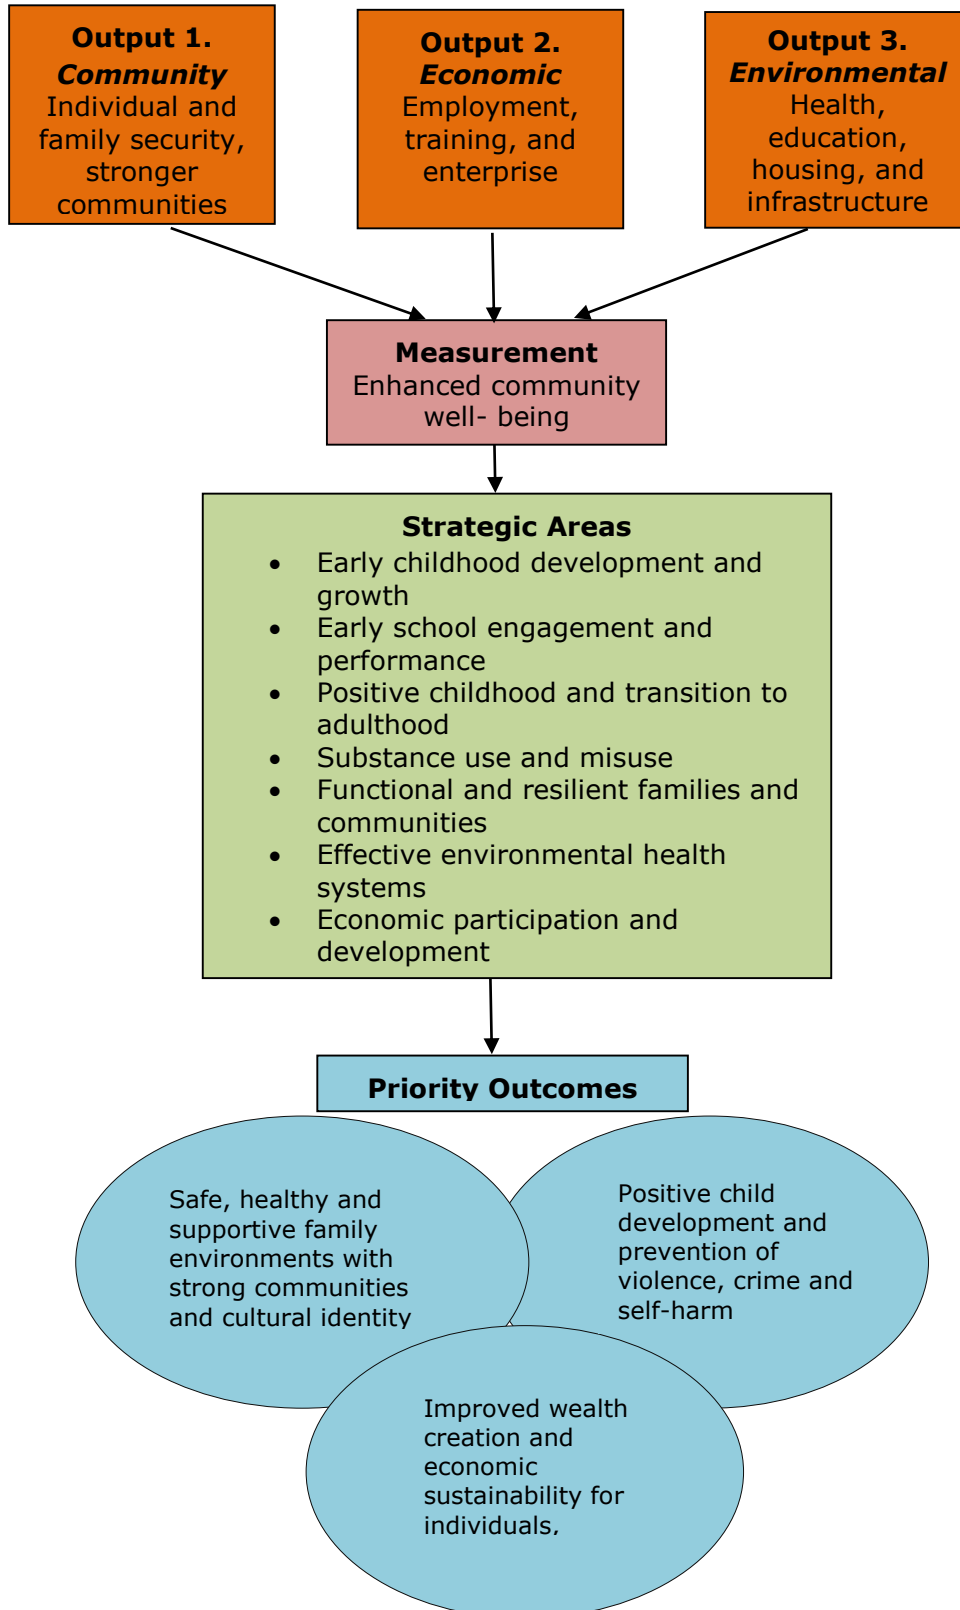 Output 1.
Community
Individual and
family security,
stronger
communities
Output 2.
Economic
Employment,
training, and
enterprise
Output 3.
Environmental
Health,
education,
housing, and
infrastructure
Measurement
Enhanced community
well- being
Strategic Areas
• Early childhood development and
growth
• Early school engagement and
performance
• Positive childhood and transition to
adulthood
• Substance use and misuse
• Functional and resilient families and
communities
• Effective environmental health
systems
• Economic participation and
development
Priority Outcomes
Safe, healthy and
supportive family
environments with
strong communities
and cultural identity
Positive child
development and
prevention of
violence, crime and
self-harm
Improved wealth
creation and
economic
sustainability for
individuals,